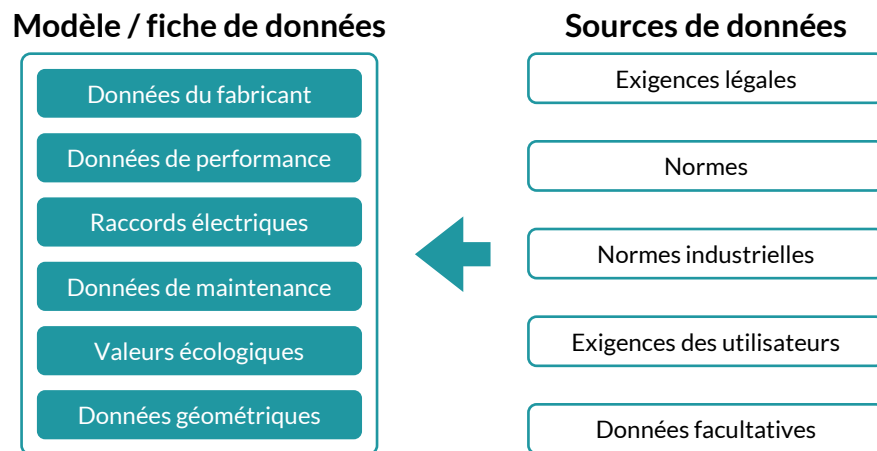 Modèle / fiche de données
Données du fabricant
Données de performance
Raccords électriques
Données de maintenance
Valeurs écologiques
Données géométriques
Sources de données
Exigences légales
Normes
Normes industrielles
Exigences des utilisateurs
Données facultatives